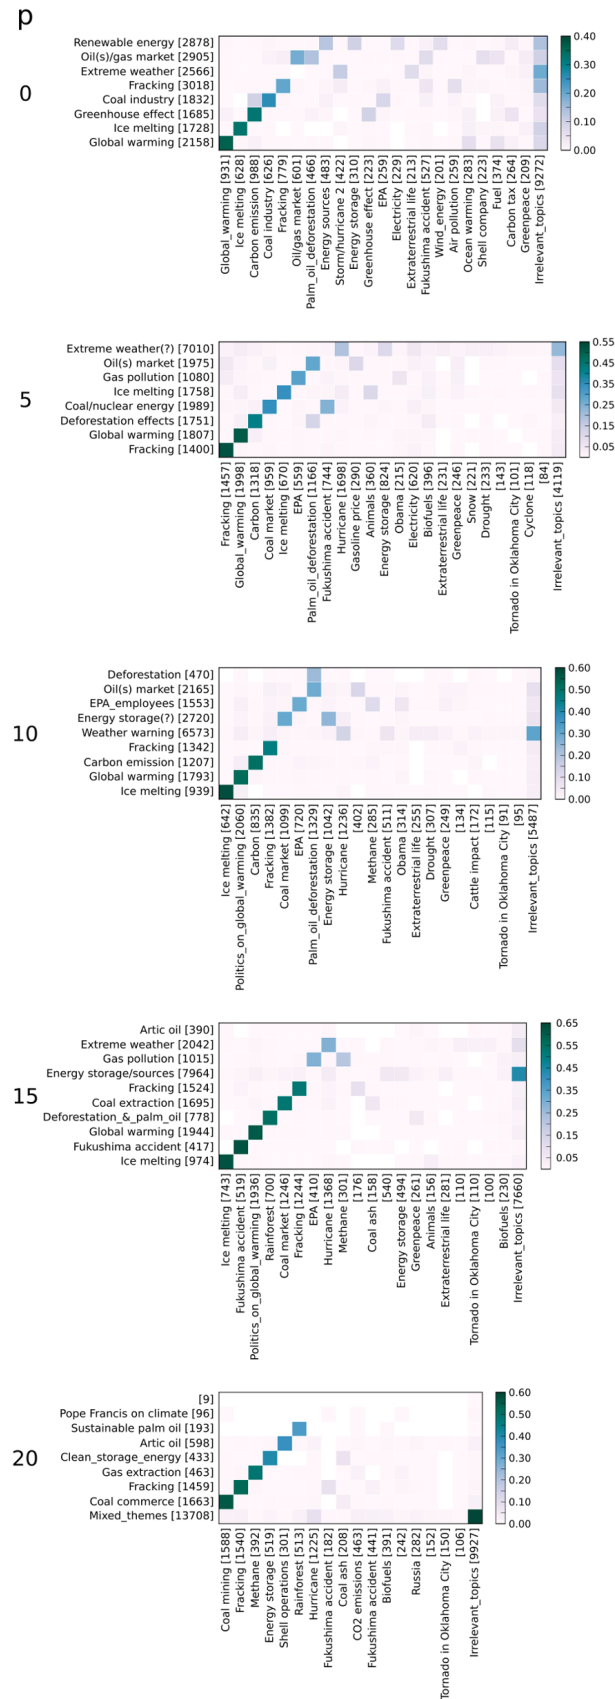 p
0
Renewable energy [2878]
Oil(s)/gas market [2905]
Extreme weather [2566]
Fracking [3018]
Coal industry [1832]
Greenhouse effect [1685]
Ice melting [1728]
Global warming [2158]
0.40
0.30
0.20
0.10
0.00
Global_warming [931]
Ice melting [628]
Carbon emission [988]
Coal industry [626]
Fracking [779]
Oil/gas market [601]
Palm_oil_deforestation [466]
Energy sources [483]
Storm/hurricane 2 [422]
Energy storage [310]
Greenhouse effect [223]
EPA [259]
Electricity [229]
Extraterrestrial life [213]
Fukushima accident [527]
Wind_energy [201]
Air pollution [259]
Ocean warming [283]
Shell company [223]
Fuel [374]
Carbon tax [264]
Greenpeace [209]
Irrelevant_topics [9272]
5
Extreme weather(?) [7010]
Oil(s) market [1975]
Gas pollution [1080]
Ice melting [1758]
Coal/nuclear energy [1989]
Deforestation effects [1751]
Global warming [1807]
Fracking [1400]
0.55
0.45
0.35
0.25
0.15
0.05
Fracking [1457]
Global_warming [1998]
Carbon [1318]
Coal market [959]
Ice melting [670]
EPA [559]
Palm_oil_deforestation [1166]
Fukushima accident [744]
Hurricane [1698]
Gasoline price [290]
Animals [360]
Energy storage [824]
Obama [215]
Electricity [620]
Biofuels [396]
Extraterrestrial life [231]
Greenpeace [246]
Snow [221]
Drought [233]
[143]
Tornado in Oklahoma City [101]
Cyclone [118]
[84]
Irrelevant_topics [4119]
10
Deforestation [470]
Oil(s) market [2165]
EPA_employees [1553]
Energy storage(?) [2720]
Weather warning [6573]
Fracking [1342]
Carbon emission [1207]
Global warming [1793]
Ice melting [939]
0.60
0.50
0.40
0.30
0.20
0.10
0.00
Ice melting [642]
Politics_on_global_warming [2060]
Carbon [835]
Fracking [1382]
Coal market [1099]
EPA [720]
Palm_oil_deforestation [1329]
Energy storage [1042]
Hurricane [1236]
[402]
Methane [285]
Fukushima accident [511]
Obama [314]
Extraterrestrial life [255]
Drought [307]
Greenpeace [249]
[134]
Cattle impact [172]
[115]
Tornado in Oklahoma City [91]
[95]
Irrelevant_topics [5487]
15
Artic oil [390]
Extreme weather [2042]
Gas pollution [1015]
Energy storage/sources [7964]
Fracking [1524]
Coal extraction [1695]
Deforestation_&_palm_oil [778]
Global warming [1944]
Fukushima accident [417]
Ice melting [974]
0.65
0.55
0.45
0.35
0.25
0.15
0.05
Ice melting [743]
Fukushima accident [519]
Politics_on_global_warming [1936]
Rainforest [700]
Coal market [1246]
Fracking [1244]
EPA [410]
Hurricane [1368]
Methane [301]
[176]
Coal ash [158]
[540]
Energy storage [494]
Greenpeace [261]
Animals [156]
Extraterrestrial life [281]
[110]
Tornado in Oklahoma City [110]
[100]
Biofuels [230]
Irrelevant_topics [7660]
20
[9]
Pope Francis on climate [96]
Sustainable palm oil [193]
Artic oil [598]
Clean_storage_energy [433]
Gas extraction [463]
Fracking [1459]
Coal commerce [1663]
Mixed_themes [13708]
0.60
0.50
0.40
0.30
0.20
0.10
0.00
Coal mining [1588]
Fracking [1540]
Methane [392]
Energy storage [519]
Shell operations [301]
Rainforest [513]
Hurricane [1225]
Fukushima accident [182]
Coal ash [208]
CO2 emissions [463]
Fukushima accident [441]
Biofuels [391]
[242]
Russia [282]
[152]
Tornado in Oklahoma City [150]
[106]
Irrelevant_topics [9927]